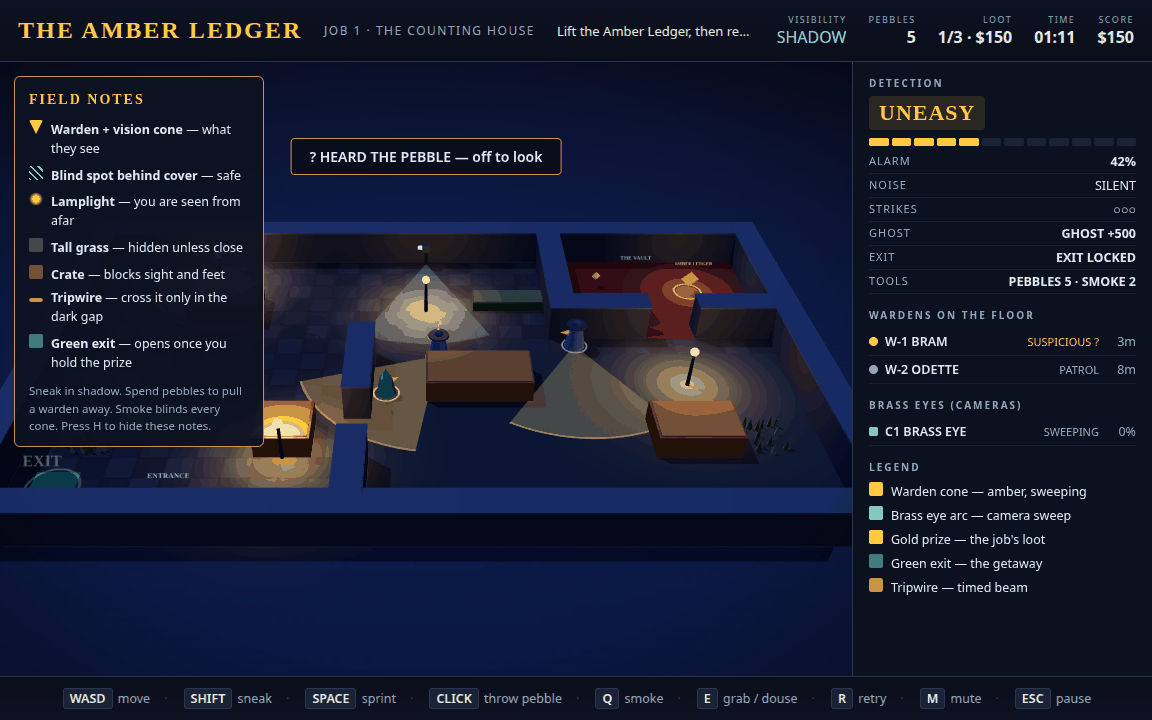 THE AMBER LEDGER
JOB 1 · THE COUNTING HOUSE
Lift the Amber Ledger, then re...
VISIBILITY
SHADOW
PEBBLES
5
LOOT
1/3 · $150
TIME
01:11
SCORE
$150
FIELD NOTES
Warden + vision cone — what
they see
Blind spot behind cover — safe
Lamplight — you are seen from
afar
Tall grass — hidden unless close
Crate — blocks sight and feet
Tripwire — cross it only in the
dark gap
Green exit — opens once you
hold the prize
Sneak in shadow. Spend pebbles to pull
a warden away. Smoke blinds every
cone. Press H to hide these notes.
? HEARD THE PEBBLE — off to look
THE VAULT
AMBER LEDGER
EXIT
ENTRANCE
DETECTION
UNEASY
ALARM 42%
NOISE SILENT
STRIKES ○○○
GHOST GHOST +500
EXIT EXIT LOCKED
TOOLS PEBBLES 5 · SMOKE 2
WARDENS ON THE FLOOR
W-1 BRAM SUSPICIOUS ? 3m
W-2 ODETTE PATROL 8m
BRASS EYES (CAMERAS)
C1 BRASS EYE SWEEPING 0%
LEGEND
Warden cone — amber, sweeping
Brass eye arc — camera sweep
Gold prize — the job's loot
Green exit — the getaway
Tripwire — timed beam
WASD move · SHIFT sneak · SPACE sprint · CLICK throw pebble · Q smoke · E grab / douse · R retry · M mute · ESC pause